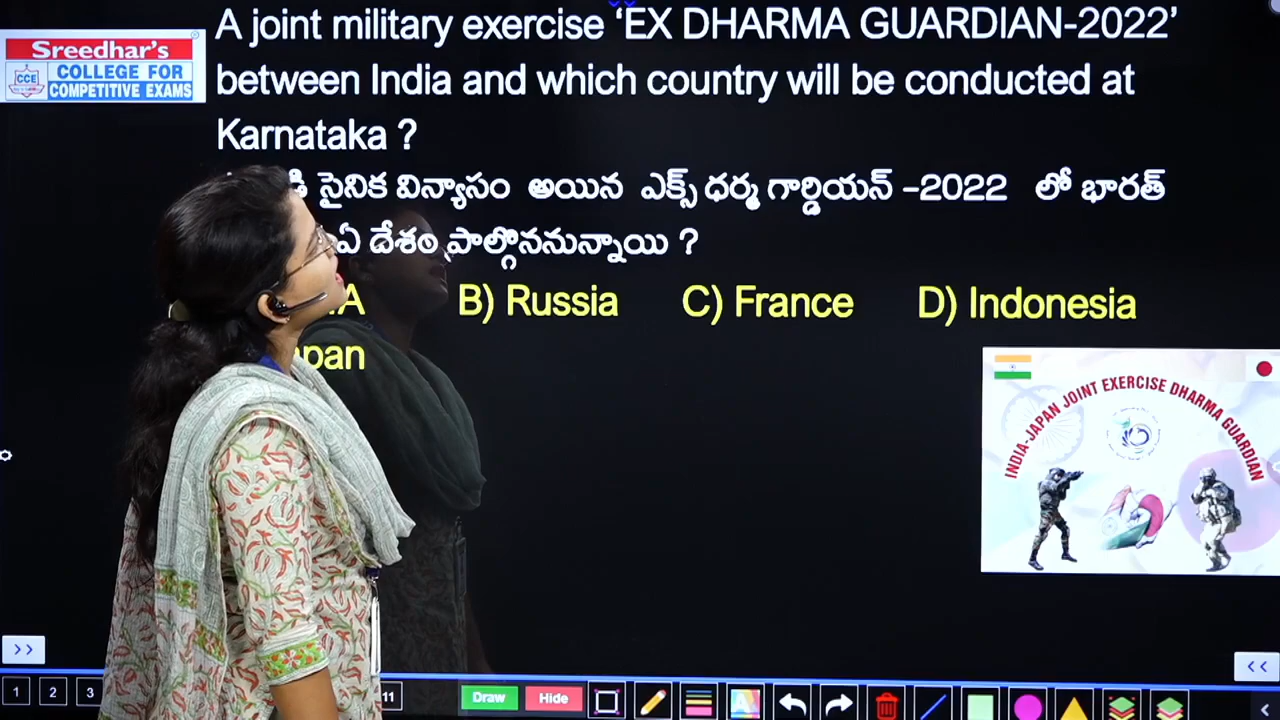 A joint military exercise ‘EX DHARMA GUARDIAN-2022’
Sreedhar's
CCE
COLLEGE FOR
COMPETITIVE EXAMS
between India and which country will be conducted at
Karnataka ?
సైనిక విన్యాసం అయిన ఎక్స్ ధర్మ గార్డియన్ –2022 లో భారత్
ఏ దేశం పాల్గొననున్నాయి ?
B) Russia C) France D) Indonesia
INDIA-JAPAN JOINT EXERCISE DHARMA GUARDIAN
>> <<
1 2 3 11 Draw Hide <